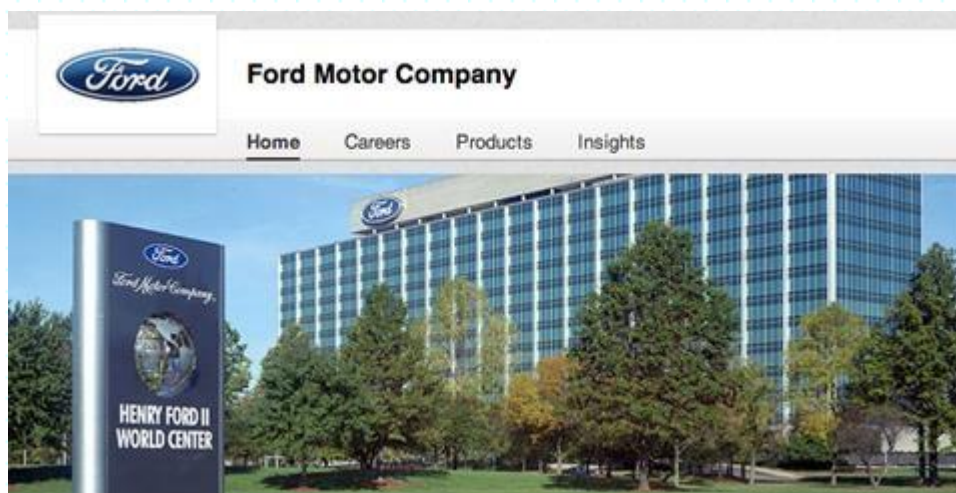 Ford
Ford Motor Company
Home Careers Products Insights
Ford
Ford
Ford Motor Company,
HENRY FORD II
WORLD CENTER